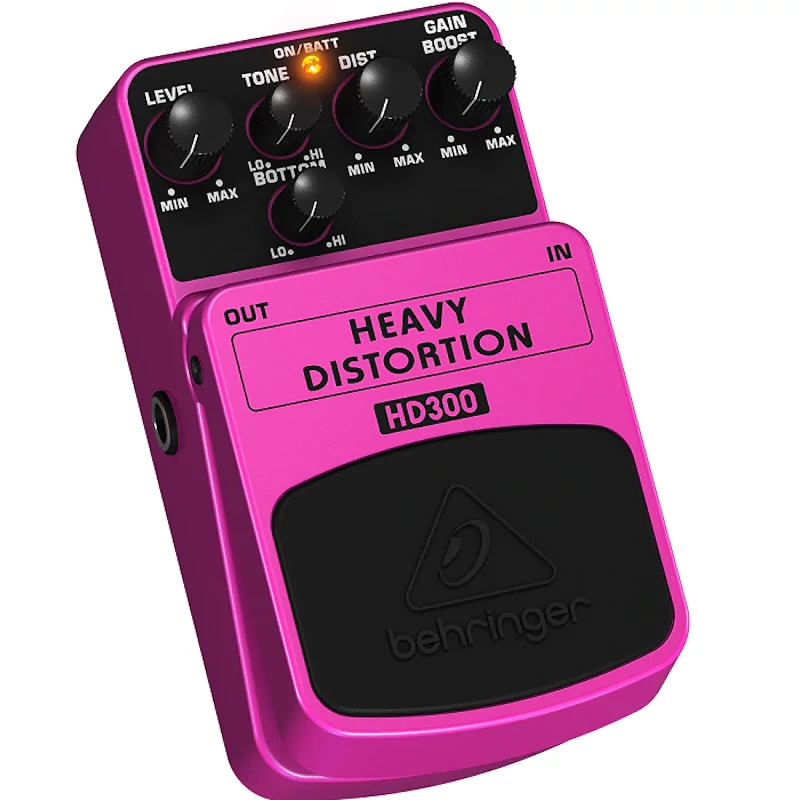 ON/BATT
LEVEL
TONE
DIST
GAIN
BOOST
MIN MAX
LO HI
MIN MAX
MIN MAX
BOTTOM
LO HI
OUT
IN
HEAVY
DISTORTION
HD300
behringer